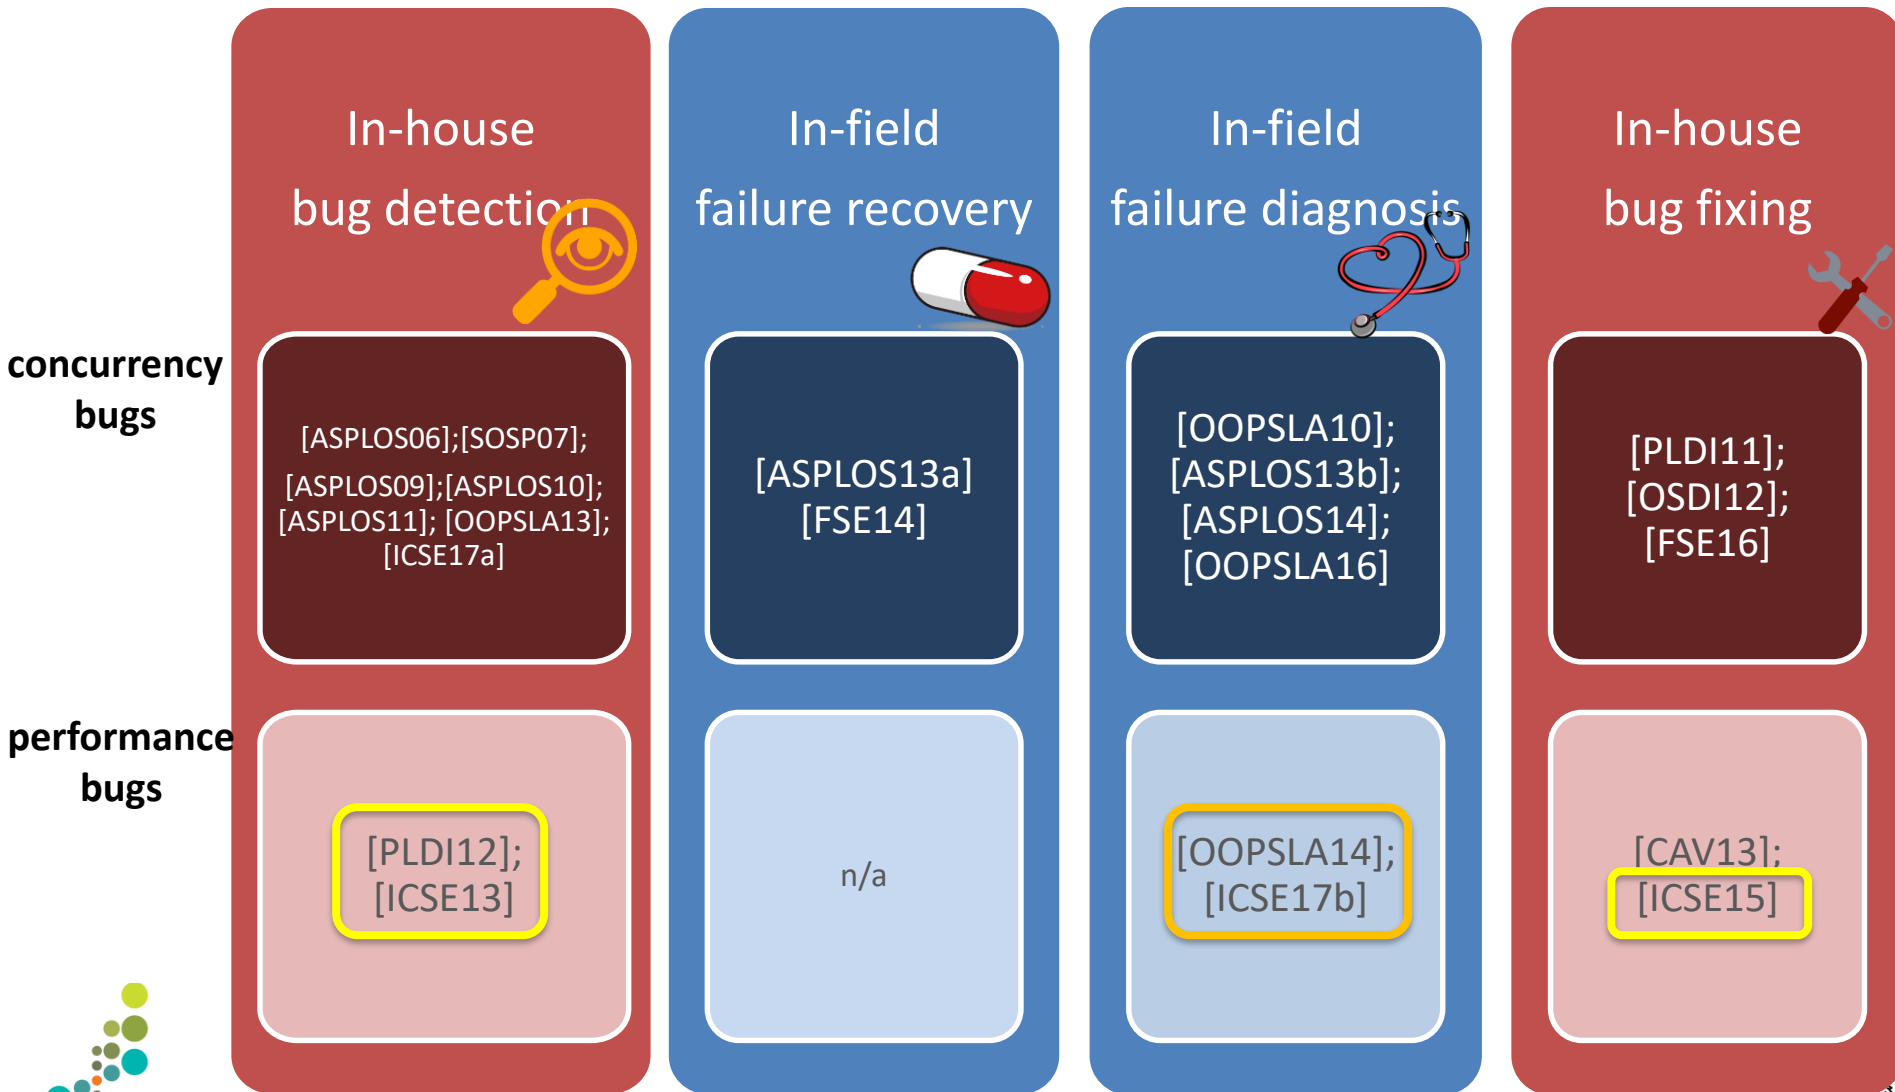 In-house
bug detection
In-field
failure recovery
In-field
failure diagnosis
In-house
bug fixing
concurrency
bugs
[ASPLOS06];[SOSP07];
[ASPLOS09];[ASPLOS10];
[ASPLOS11]; [OOPSLA13];
[ICSE17a]
[ASPLOS13a]
[FSE14]
[OOPSLA10];
[ASPLOS13b];
[ASPLOS14];
[OOPSLA16]
[PLDI11];
[OSDI12];
[FSE16]
performance
bugs
[PLDI12];
[ICSE13]
n/a
[OOPSLA14];
[ICSE17b]
[CAV13];
[ICSE15]